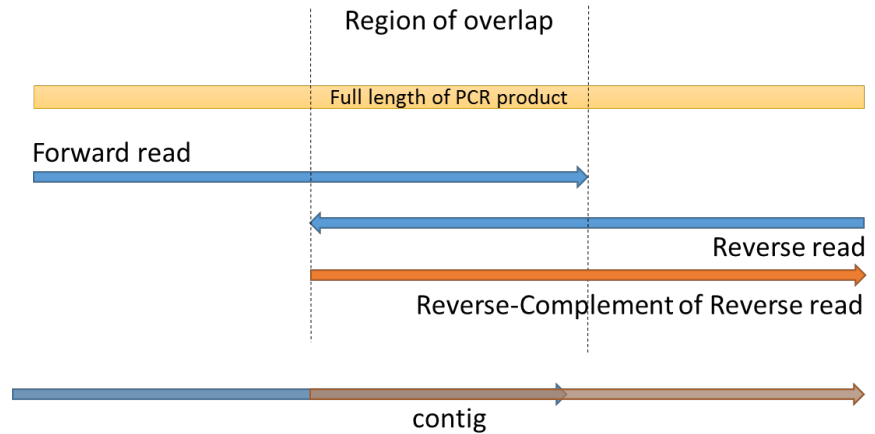 Region of overlap
Full length of PCR product
Forward read
Reverse read
Reverse-Complement of Reverse read
contig